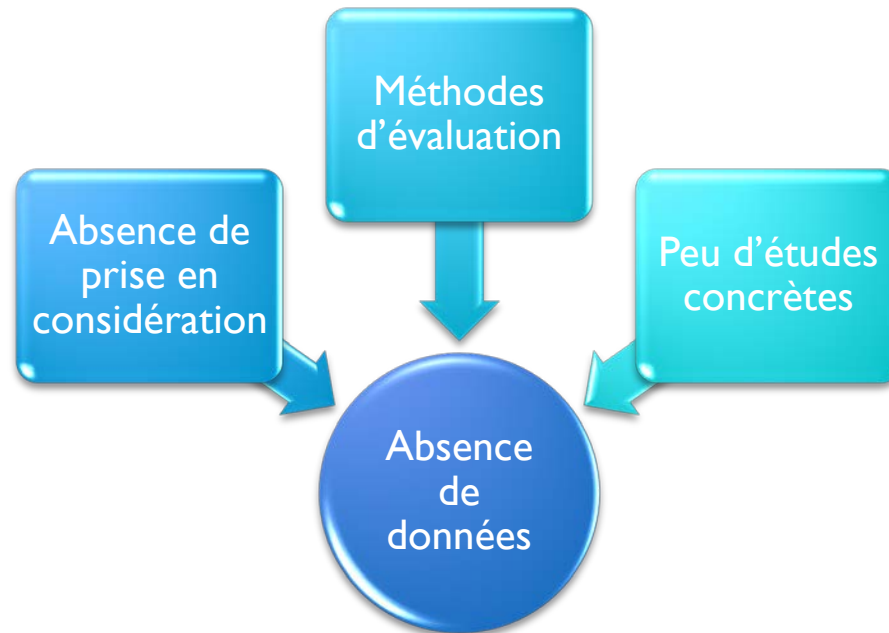 Méthodes
d’évaluation
Absence de
prise en
considération
Peu d’études
concrètes
Absence
de
données